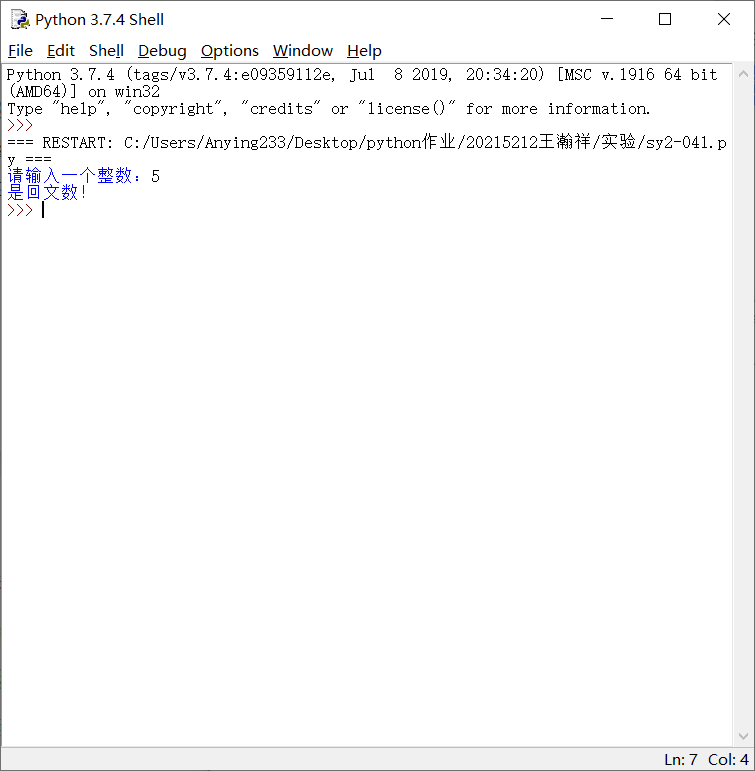 Python 3.7.4 Shell
File Edit Shell Debug Options Window Help
Python 3.7.4 (tags/v3.7.4:e09359112e, Jul  8 2019, 20:34:20) [MSC v.1916 64 bit
(AMD64)] on win32
Type "help", "copyright", "credits" or "license()" for more information.
>>>
=== RESTART: C:/Users/Anying233/Desktop/python作业/20215212王瀚祥/实验/sy2-041.p
y ===
请输入一个整数：5
是回文数！
>>>
Ln: 7 Col: 4